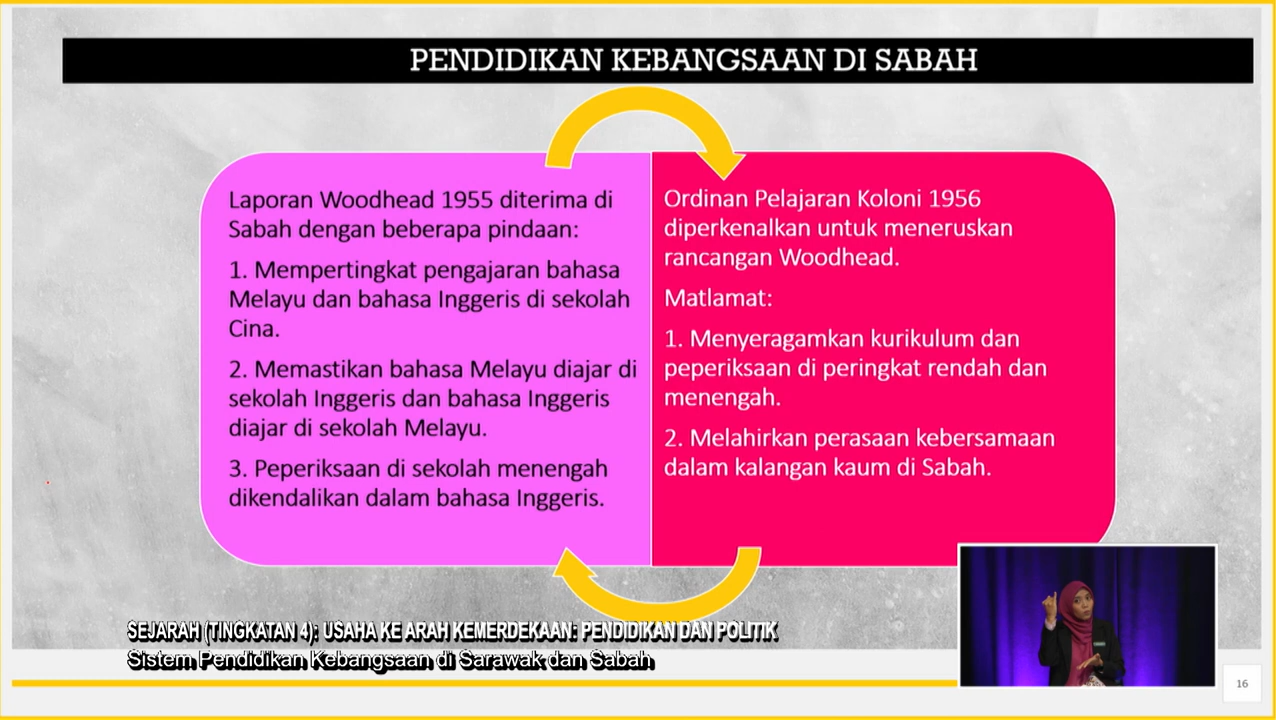 PENDIDIKAN KEBANGSAAN DI SABAH
Laporan Woodhead 1955 diterima di
Sabah dengan beberapa pindaan:
1. Mempertingkat pengajaran bahasa
Melayu dan bahasa Inggeris di sekolah
Cina.
2. Memastikan bahasa Melayu diajar di
sekolah Inggeris dan bahasa Inggeris
diajar di sekolah Melayu.
3. Peperiksaan di sekolah menengah
dikendalikan dalam bahasa Inggeris.
Ordinan Pelajaran Koloni 1956
diperkenalkan untuk meneruskan
rancangan Woodhead.
Matlamat:
1. Menyeragamkan kurikulum dan
peperiksaan di peringkat rendah dan
menengah.
2. Melahirkan perasaan kebersamaan
dalam kalangan kaum di Sabah.
SEJARAH (TINGKATAN 4): USAHA KE ARAH KEMERDEKAAN: PENDIDIKAN DAN POLITIK
Sistem Pendidikan Kebangsaan di Sarawak dan Sabah
16